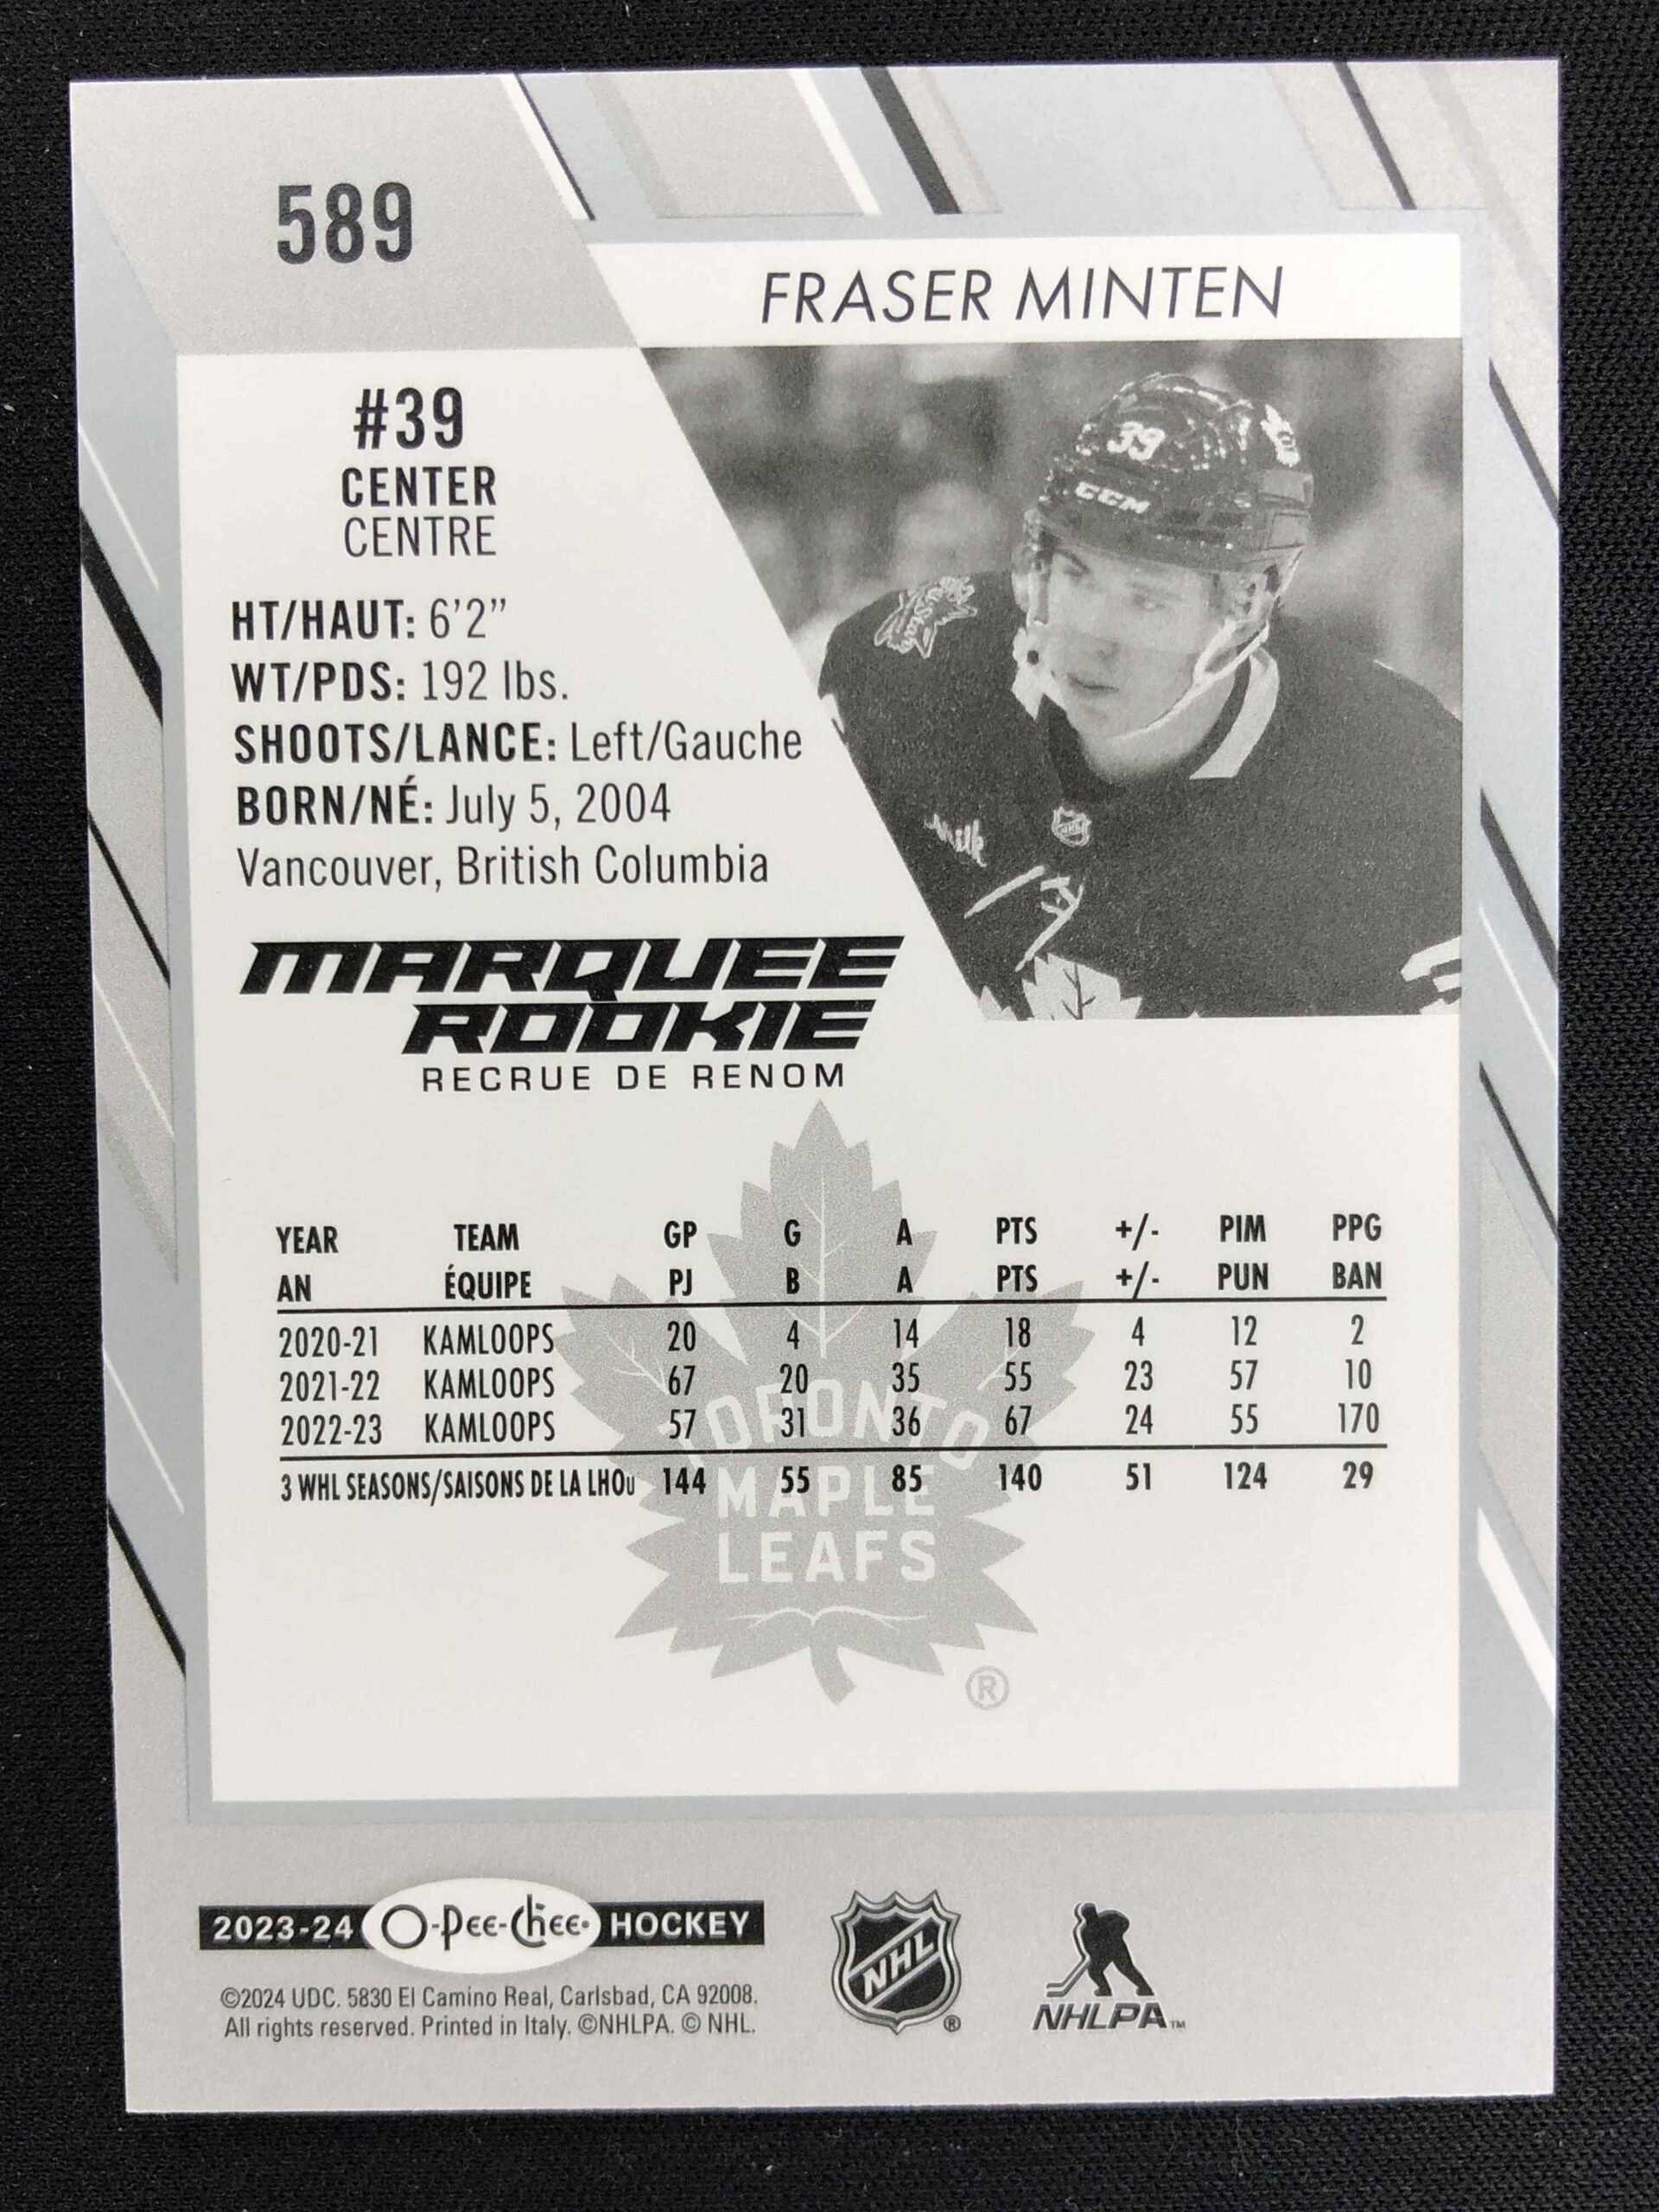 589
FRASER MINTEN
#39
CENTER
CENTRE
HT/HAUT: 6'2”
WT/PDS: 192 lbs.
SHOOTS/LANCE: Left/Gauche
BORN/NÉ: July 5, 2004
Vancouver, British Columbia
39
CCM
Milk
NHL
MARQUEE
ROOKIE
RECRUE DE RENOM
YEAR TEAM GP G A PTS +/- PIM PPG
AN ÉQUIPE PJ B A PTS +/- PUN BAN
2020-21 KAMLOOPS 20 4 14 18 4 12 2
2021-22 KAMLOOPS 67 20 35 55 23 57 10
2022-23 KAMLOOPS 57 31 36 67 24 55 170
3 WHL SEASONS/SAISONS DE LA LHOU 144 55 85 140 51 124 29
TORONTO
MAPLE
LEAFS
®
2023-24 O-Pee-Chee® HOCKEY
©2024 UDC. 5830 El Camino Real, Carlsbad, CA 92008.
All rights reserved. Printed in Italy. ©NHLPA. © NHL.
NHL
®
NHLPA™